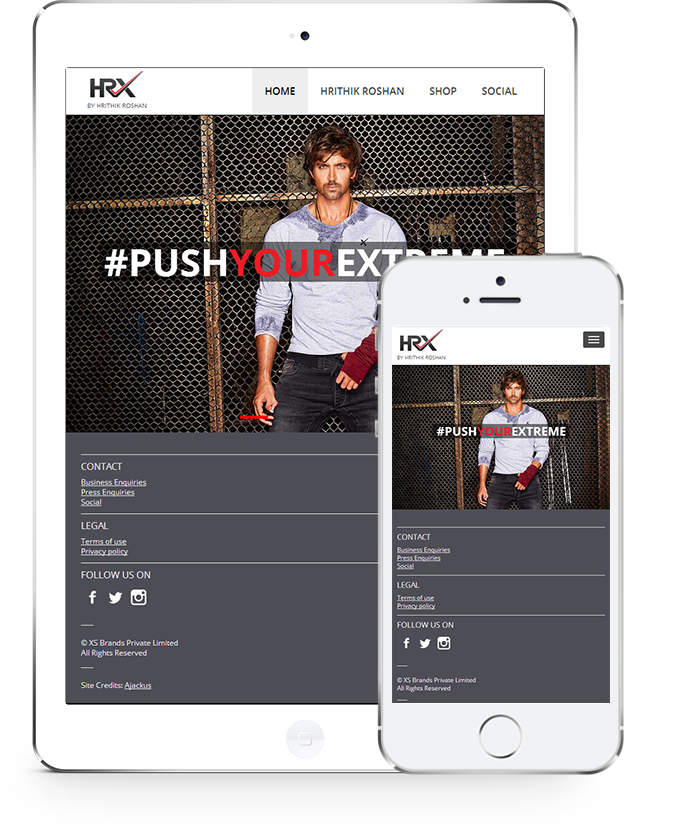 HRX
BY HRITHIK ROSHAN
HOME HRITHIK ROSHAN SHOP SOCIAL
#PUSHYOUREXTREME
CONTACT
Business Enquiries
Press Enquiries
Social
LEGAL
Terms of use
Privacy policy
FOLLOW US ON
© XS Brands Private Limited
All Rights Reserved
Site Credits: Ajackus
HRX
BY HRITHIK ROSHAN
#PUSHYOUREXTREME
CONTACT
Business Enquiries
Press Enquiries
Social
LEGAL
Terms of use
Privacy policy
FOLLOW US ON
© XS Brands Private Limited
All Rights Reserved